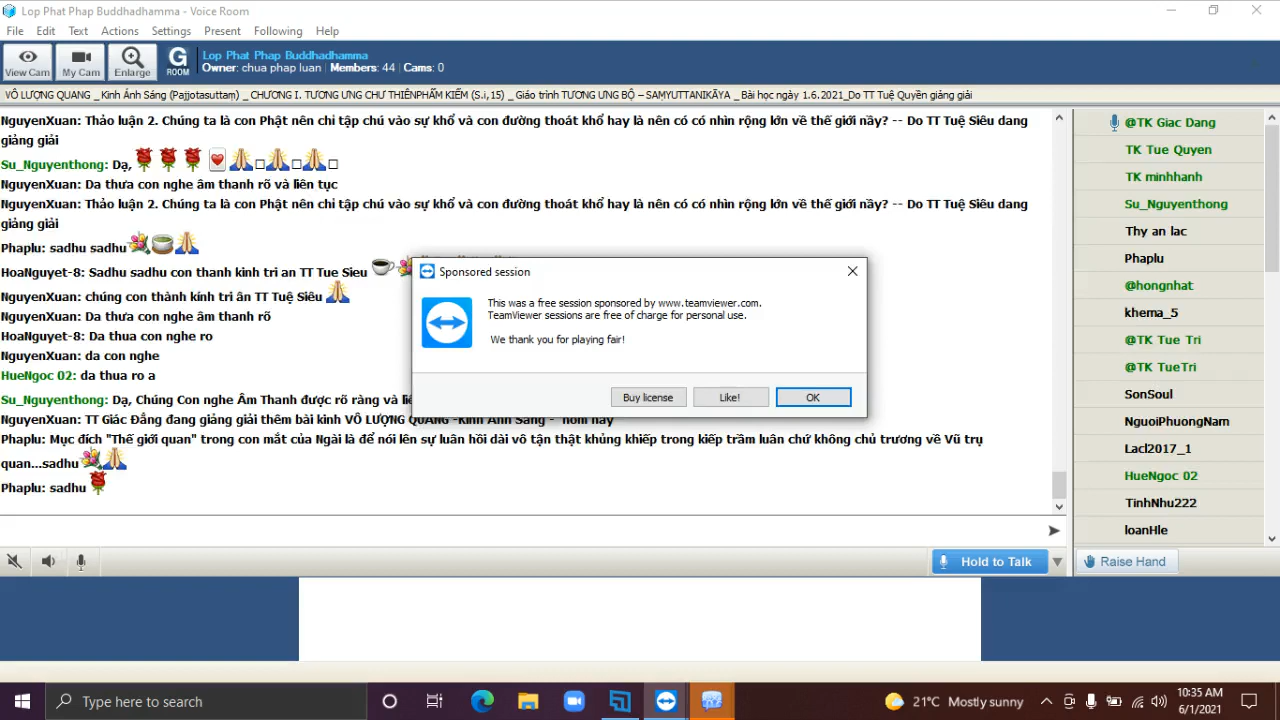 Lop Phat Phap Buddhadhamma - Voice Room
File Edit Text Actions Settings Present Following Help
View Cam My Cam Enlarge G ROOM
Lop Phat Phap Buddhadhamma
Owner: chua phap luan | Members: 44 | Cams: 0
VÔ LƯỢNG QUANG _Kinh Ánh Sáng (Pajjotasuttaṃ) _CHƯƠNG I. TƯƠNG ƯNG CHƯ THIÊNPHẨM KIẾM (S.i,15) _Giáo trình TƯƠNG ƯNG BỘ – SAṂYUTTANIKĀYA _Bài học ngày 1.6.2021_Do TT Tuệ Quyền giảng giải
NguyenXuan: Thảo luận 2. Chúng ta là con Phật nên chỉ tập chú vào sự khổ và con đường thoát khổ hay là nên có có nhìn rộng lớn về thế giới nầy? -- Do TT Tuệ Siêu dang
giảng giải
Su_Nguyenthong: Dạ,
NguyenXuan: Da thưa con nghe âm thanh rõ và liên tục
NguyenXuan: Thảo luận 2. Chúng ta là con Phật nên chỉ tập chú vào sự khổ và con đường thoát khổ hay là nên có có nhìn rộng lớn về thế giới nầy? -- Do TT Tuệ Siêu dang
giảng giải
Phaplu: sadhu sadhu
HoaNguyet-8: Sadhu sadhu con thanh kinh tri an TT Tue Sieu
NguyenXuan: chúng con thành kính tri ân TT Tuệ Siêu
NguyenXuan: Da thưa con nghe âm thanh rõ
HoaNguyet-8: Da thua con nghe ro
NguyenXuan: da con nghe
HueNgoc 02: da thua ro a
Su_Nguyenthong: Dạ, Chúng Con nghe Âm Thanh được rõ ràng và
NguyenXuan: TT Giác Đẳng đang giảng giải thêm bài kinh VÔ LƯỢNG QUANG -Kinh Ánh Sáng - hôm nay
Phaplu: Mục đích "Thế giới quan" trong con mắt của Ngài là để nói lên sự luân hồi dài vô tận thật khủng khiếp trong kiếp trầm luân chứ không chủ trương về Vũ trụ
quan...sadhu
Phaplu: sadhu
Sponsored session
This was a free session sponsored by www.teamviewer.com.
TeamViewer sessions are free of charge for personal use.
We thank you for playing fair!
Buy license Like! OK
@TK Giac Dang
TK Tue Quyen
TK minhhanh
Su_Nguyenthong
Thy an lac
Phaplu
@hongnhat
khema_5
@TK Tue Tri
@TK TueTri
SonSoul
NguoiPhuongNam
Lacl2017_1
HueNgoc 02
TinhNhu222
loanHle
Hold to Talk
Raise Hand
Type here to search
21°C Mostly sunny
10:35 AM
6/1/2021